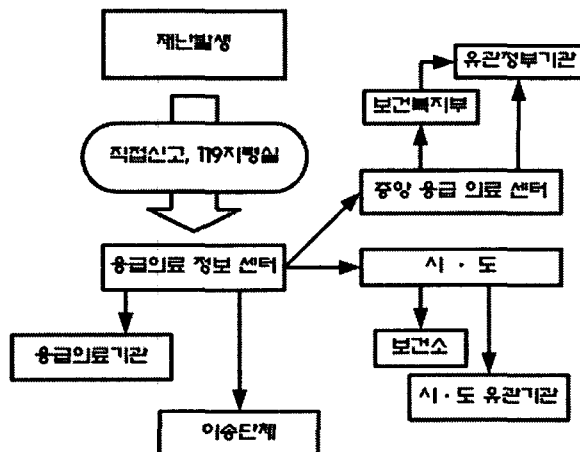 재난발생
유관정부기관
보건복지부
직접신고, 119지령실
중앙 응급 의료 센터
응급의료 정보 센터
시 · 도
응급의료기관
보건소
시 · 도 유관기관
이송단체